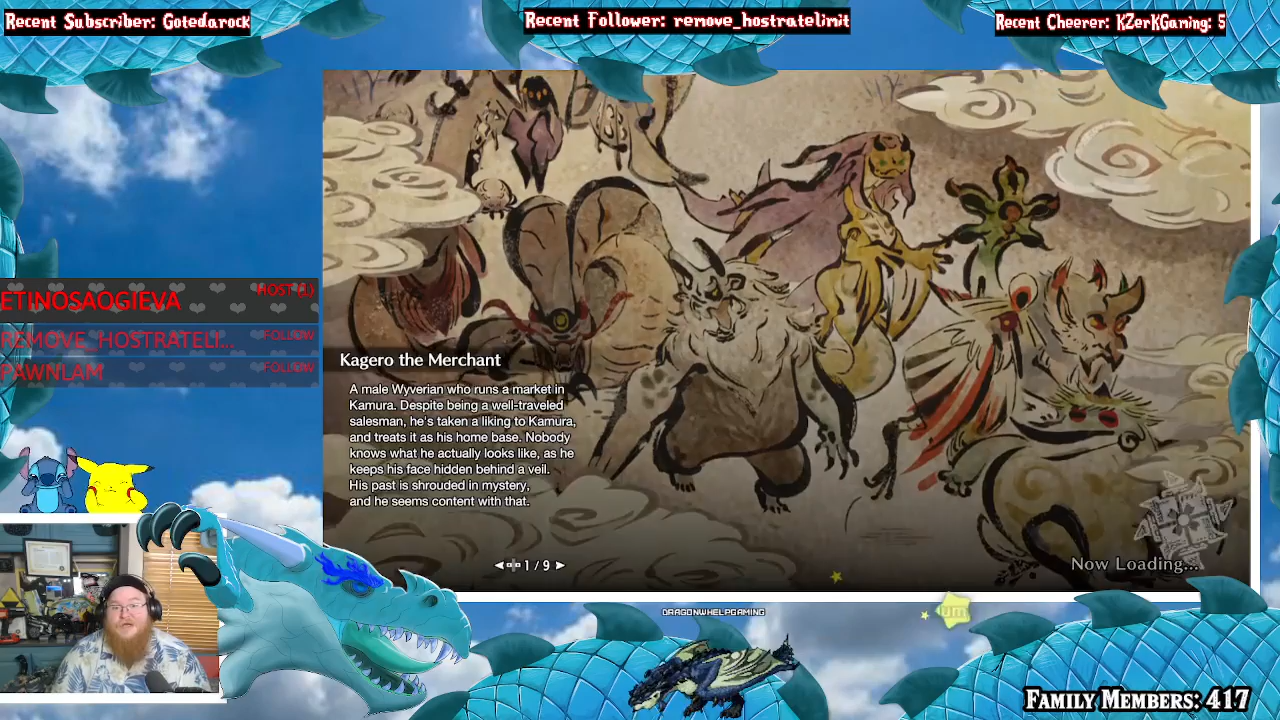 Recent Subscriber: Gotedarock
Recent Follower: remove_hostratelimit
Recent Cheerer: KZerKGaming: 5
ETINOSAOGIEVA
HOST (1)
REMOVE_HOSTRATELI...
FOLLOW
PAWNLAM
FOLLOW
Kagero the Merchant
A male Wyverian who runs a market in
Kamura. Despite being a well-traveled
salesman, he's taken a liking to Kamura,
and treats it as his home base. Nobody
knows what he actually looks like, as he
keeps his face hidden behind a veil.
His past is shrouded in mystery,
and he seems content with that.
1 / 9
Now Loading...
DRAGONWHELPGAMING
um
FAMILY MEMBERS: 417